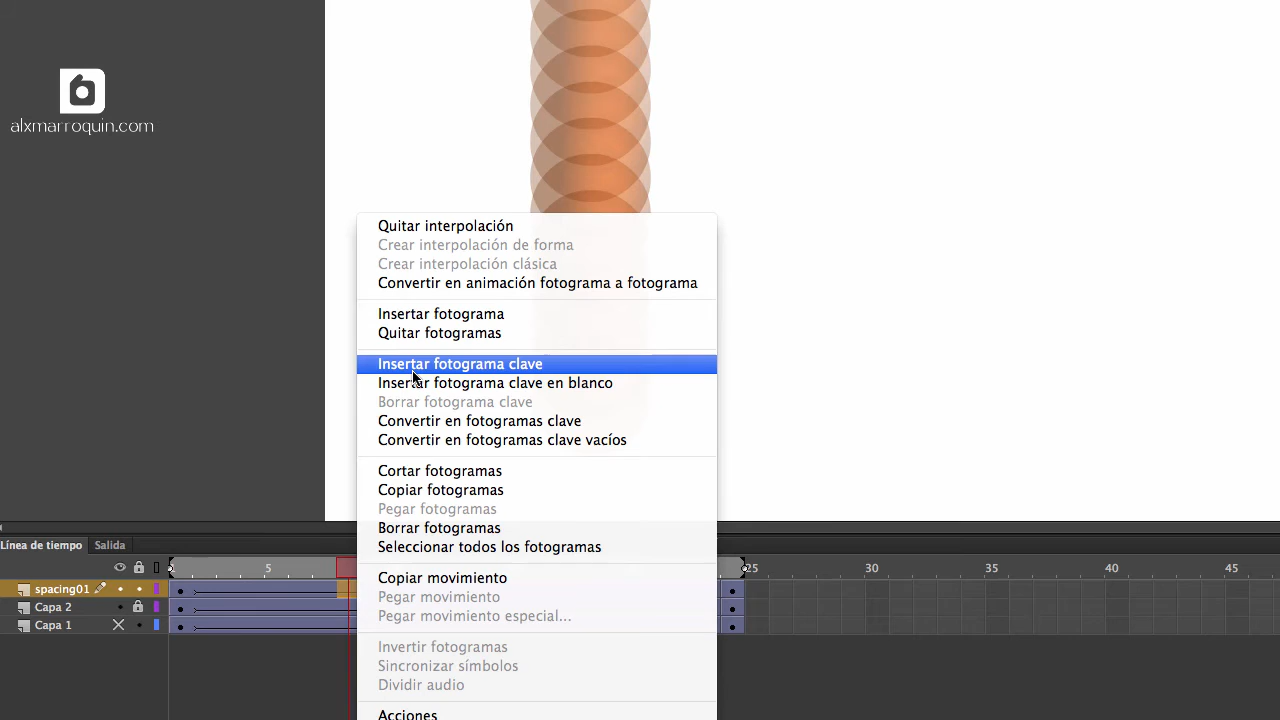 alxmarroquin.com
Quitar interpolación
Crear interpolación de forma
Crear interpolación clásica
Convertir en animación fotograma a fotograma
Insertar fotograma
Quitar fotogramas
Insertar fotograma clave
Insertar fotograma clave en blanco
Borrar fotograma clave
Convertir en fotogramas clave
Convertir en fotogramas clave vacíos
Cortar fotogramas
Copiar fotogramas
Pegar fotogramas
Borrar fotogramas
Seleccionar todos los fotogramas
Copiar movimiento
Pegar movimiento
Pegar movimiento especial...
Invertir fotogramas
Sincronizar símbolos
Dividir audio
Acciones
Línea de tiempo Salida
1 5 25 30 35 40 45
spacing01
Capa 2
Capa 1